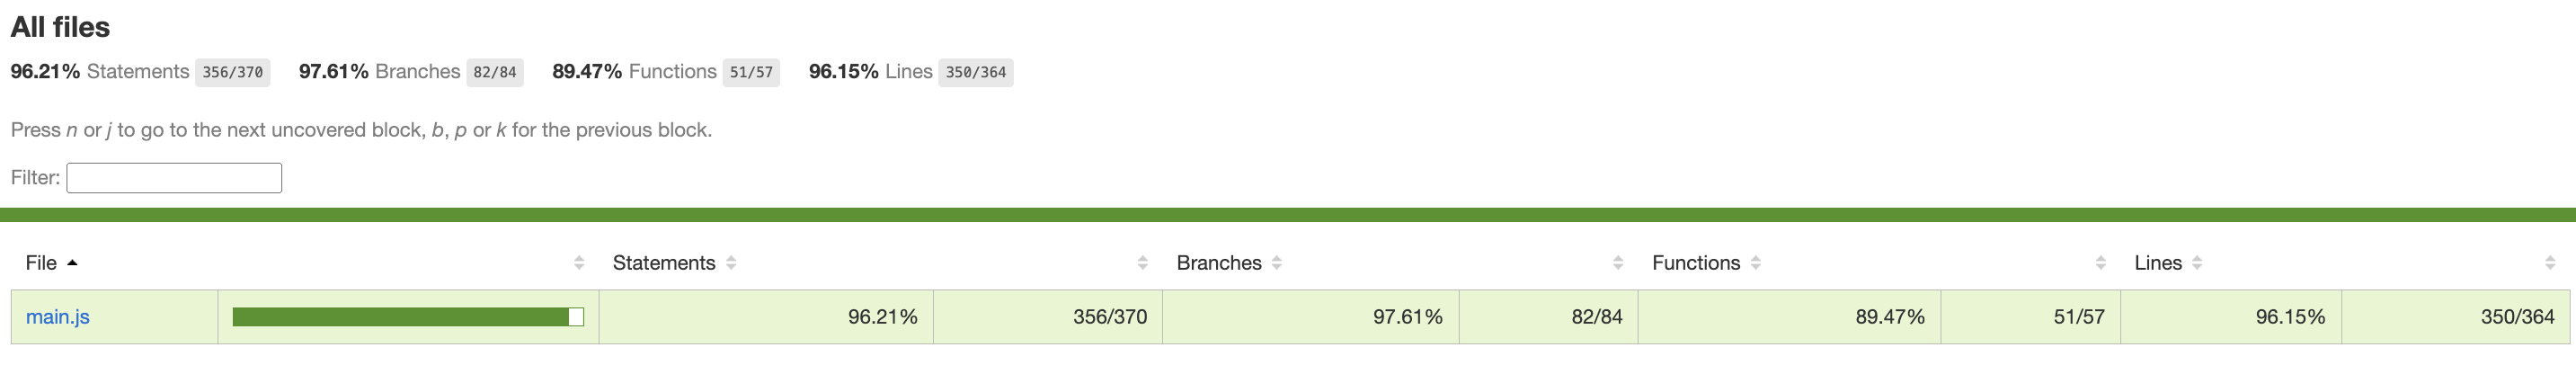 All files
96.21% Statements 356/370 97.61% Branches 82/84 89.47% Functions 51/57 96.15% Lines 350/364
Press n or j to go to the next uncovered block, b, p or k for the previous block.
Filter:
File Statements Branches Functions Lines
main.js 96.21% 356/370 97.61% 82/84 89.47% 51/57 96.15% 350/364